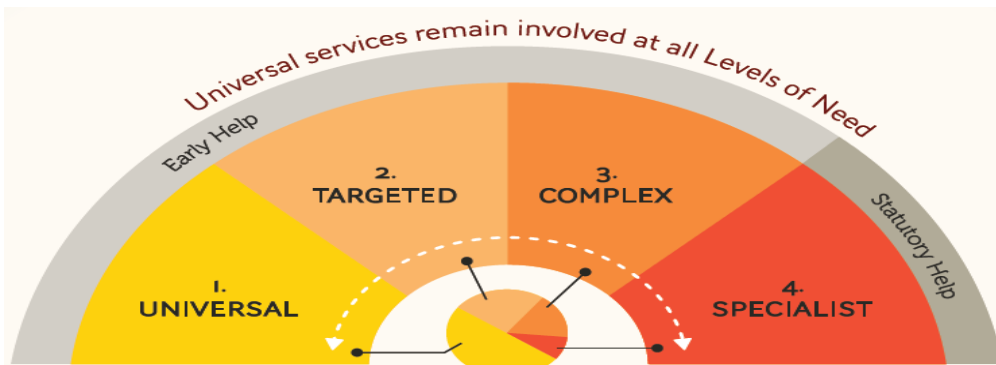 Universal services remain involved at all Levels of Need
Early Help
2.
TARGETED
3.
COMPLEX
Statutory Help
1.
UNIVERSAL
4.
SPECIALIST